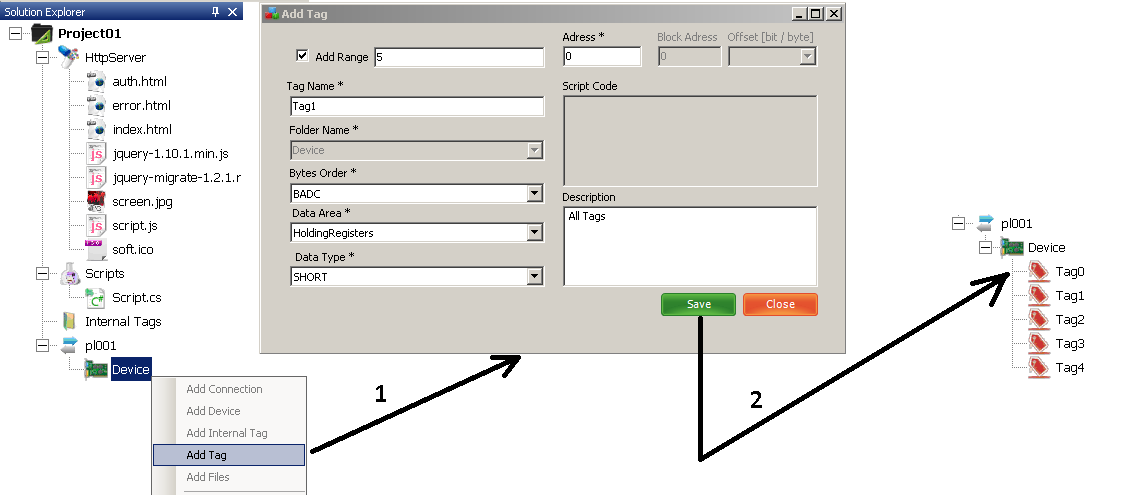 Solution Explorer
Project01
HttpServer
auth.html
error.html
index.html
jquery-1.10.1.min.js
jquery-migrate-1.2.1.r
screen.jpg
script.js
soft.ico
Scripts
Script.cs
Internal Tags
pl001
Device
Add Connection
Add Device
Add Internal Tag
Add Tag
Add Files
1
Add Tag
Add Range 5
Tag Name *
Tag1
Folder Name *
Device
Bytes Order *
BADC
Data Area *
HoldingRegisters
Data Type *
SHORT
Adress * Block Adress Offset [bit / byte]
0 0
Script Code
Description
All Tags
Save Close
2
pl001
Device
Tag0
Tag1
Tag2
Tag3
Tag4